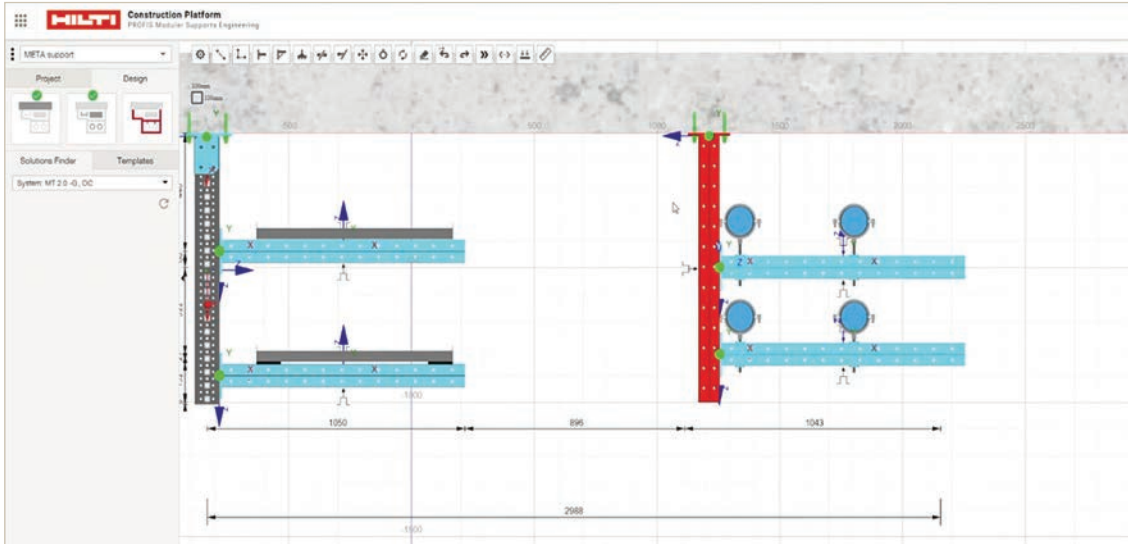 HILTI
Construction Platform
PROFIS Modular Supports Engineering
META support
Project
Design
Solutions Finder
Templates
System: MT 2.0 -G, OC
500
500
1000
1500
2000
2500
Y
Y
Z
Z
Y
Y
X
X
Y
Z
X
X
Z
Y
X
X
Y
X
X
-1000
1050
896
1043
2988
-1500